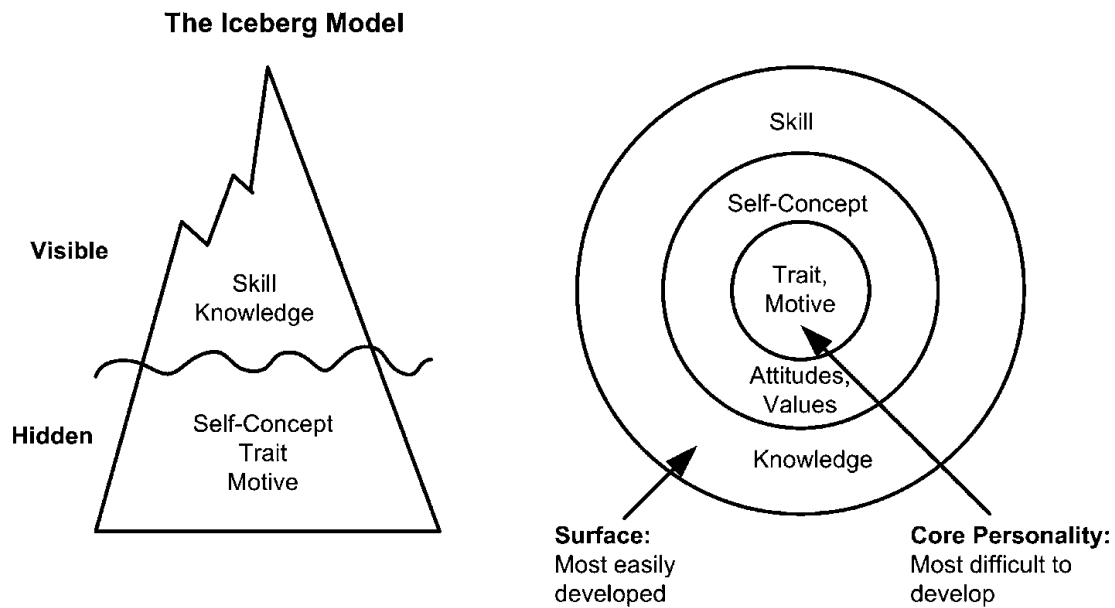 The Iceberg Model
Visible
Skill
Knowledge
Hidden
Self-Concept
Trait
Motive
Skill
Self-Concept
Trait,
Motive
Attitudes,
Values
Knowledge
Surface:
Most easily
developed
Core Personality:
Most difficult to
develop